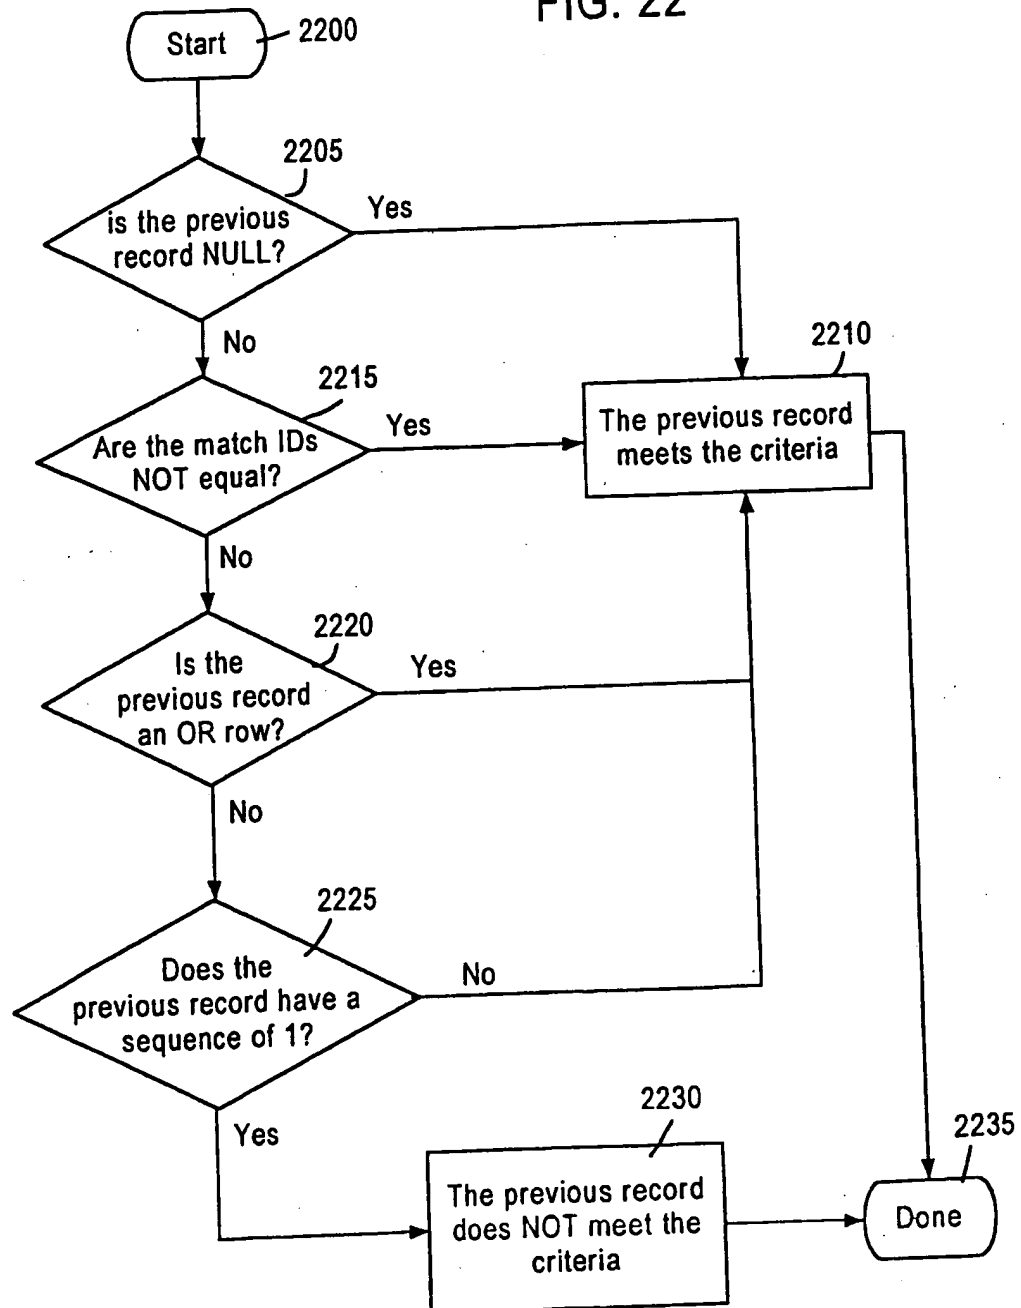 FIG. 22
Start
2200
2205
is the previous
record NULL?
Yes
No
2210
The previous record
meets the criteria
2215
Are the match IDs
NOT equal?
Yes
No
2220
Is the
previous record
an OR row?
Yes
No
2225
Does the
previous record have a
sequence of 1?
No
Yes
2230
The previous record
does NOT meet the
criteria
2235
Done